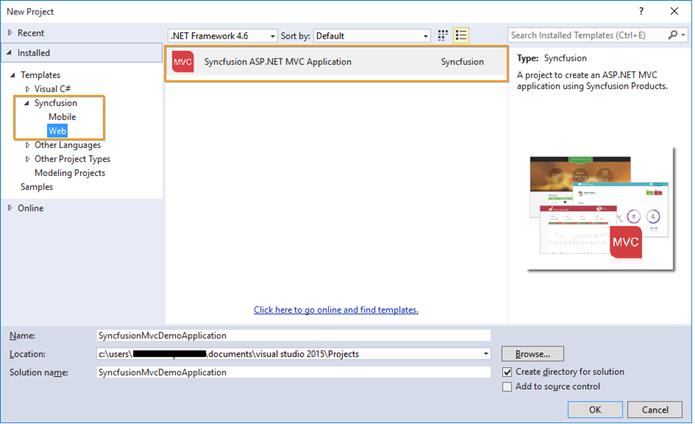 New Project
Recent
Installed
Templates
Visual C#
Syncfusion
Mobile
Web
Other Languages
Other Project Types
Modeling Projects
Samples
Online
.NET Framework 4.6
Sort by: Default
Search Installed Templates (Ctrl+E)
MVC Syncfusion ASP.NET MVC Application Syncfusion
Type: Syncfusion
A project to create an ASP.NET MVC
application using Syncfusion Products.
MVC
Click here to go online and find templates.
Name: SyncfusionMvcDemoApplication
Location: c:\users\ \documents\visual studio 2015\Projects
Browse...
Solution name: SyncfusionMvcDemoApplication
Create directory for solution
Add to source control
OK
Cancel